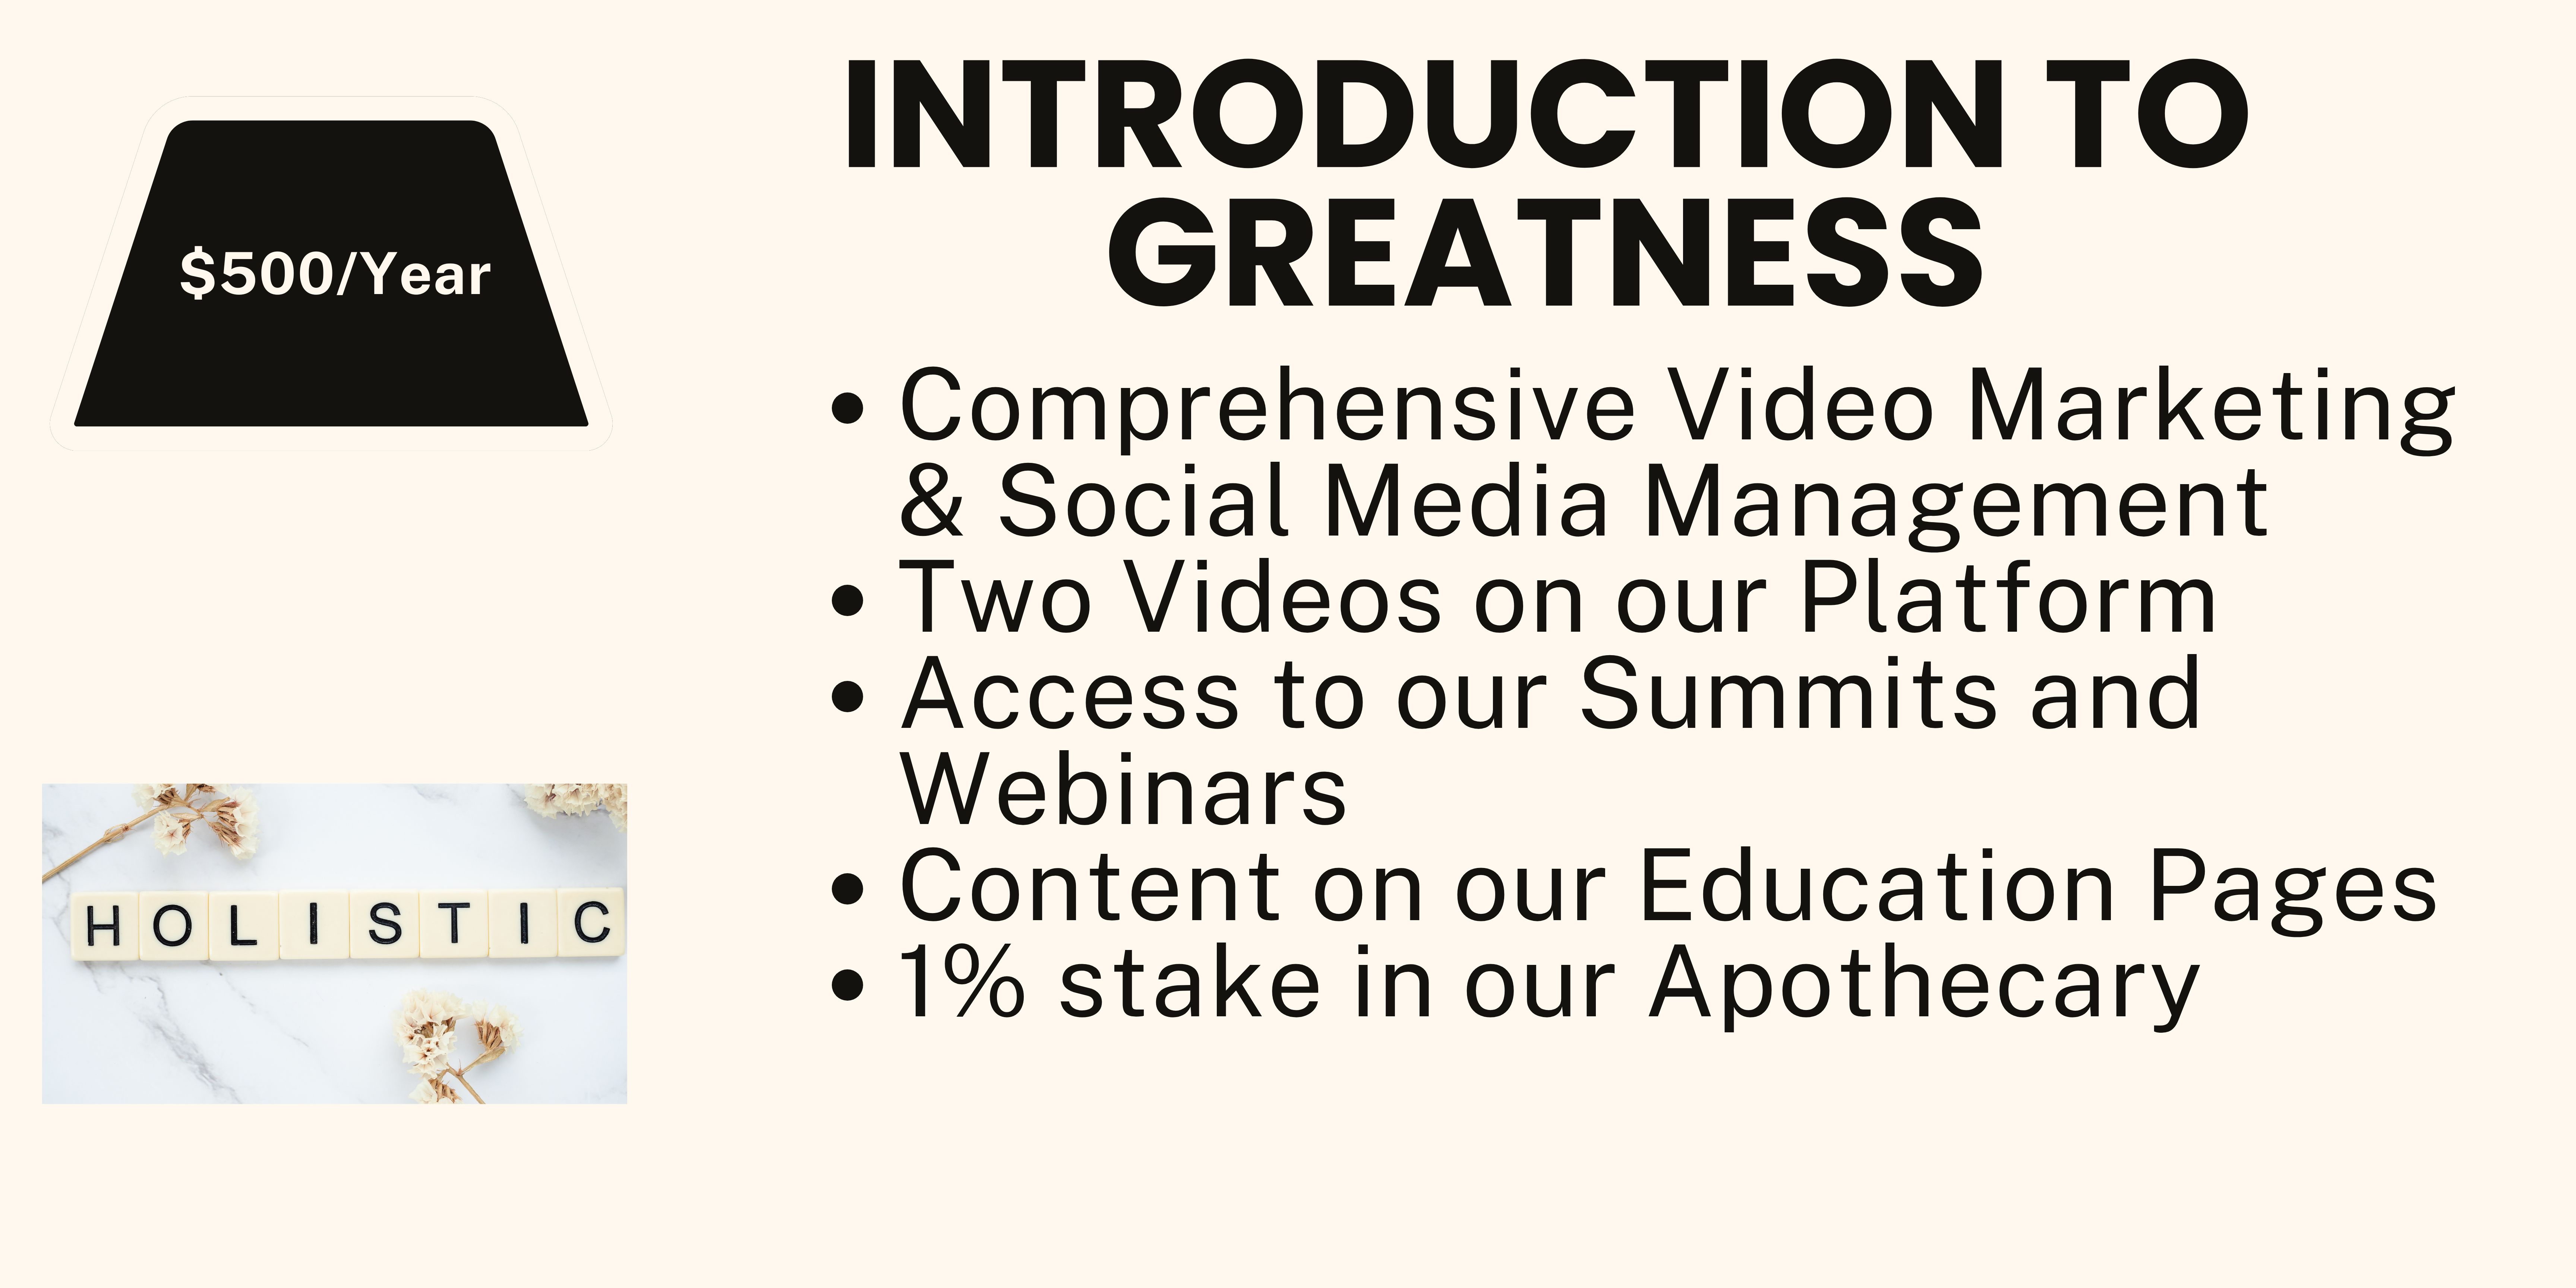 INTRODUCTION TO
GREATNESS
$500/Year
• Comprehensive Video Marketing
& Social Media Management
• Two Videos on our Platform
• Access to our Summits and
Webinars
• Content on our Education Pages
• 1% stake in our Apothecary
HOLISTIC